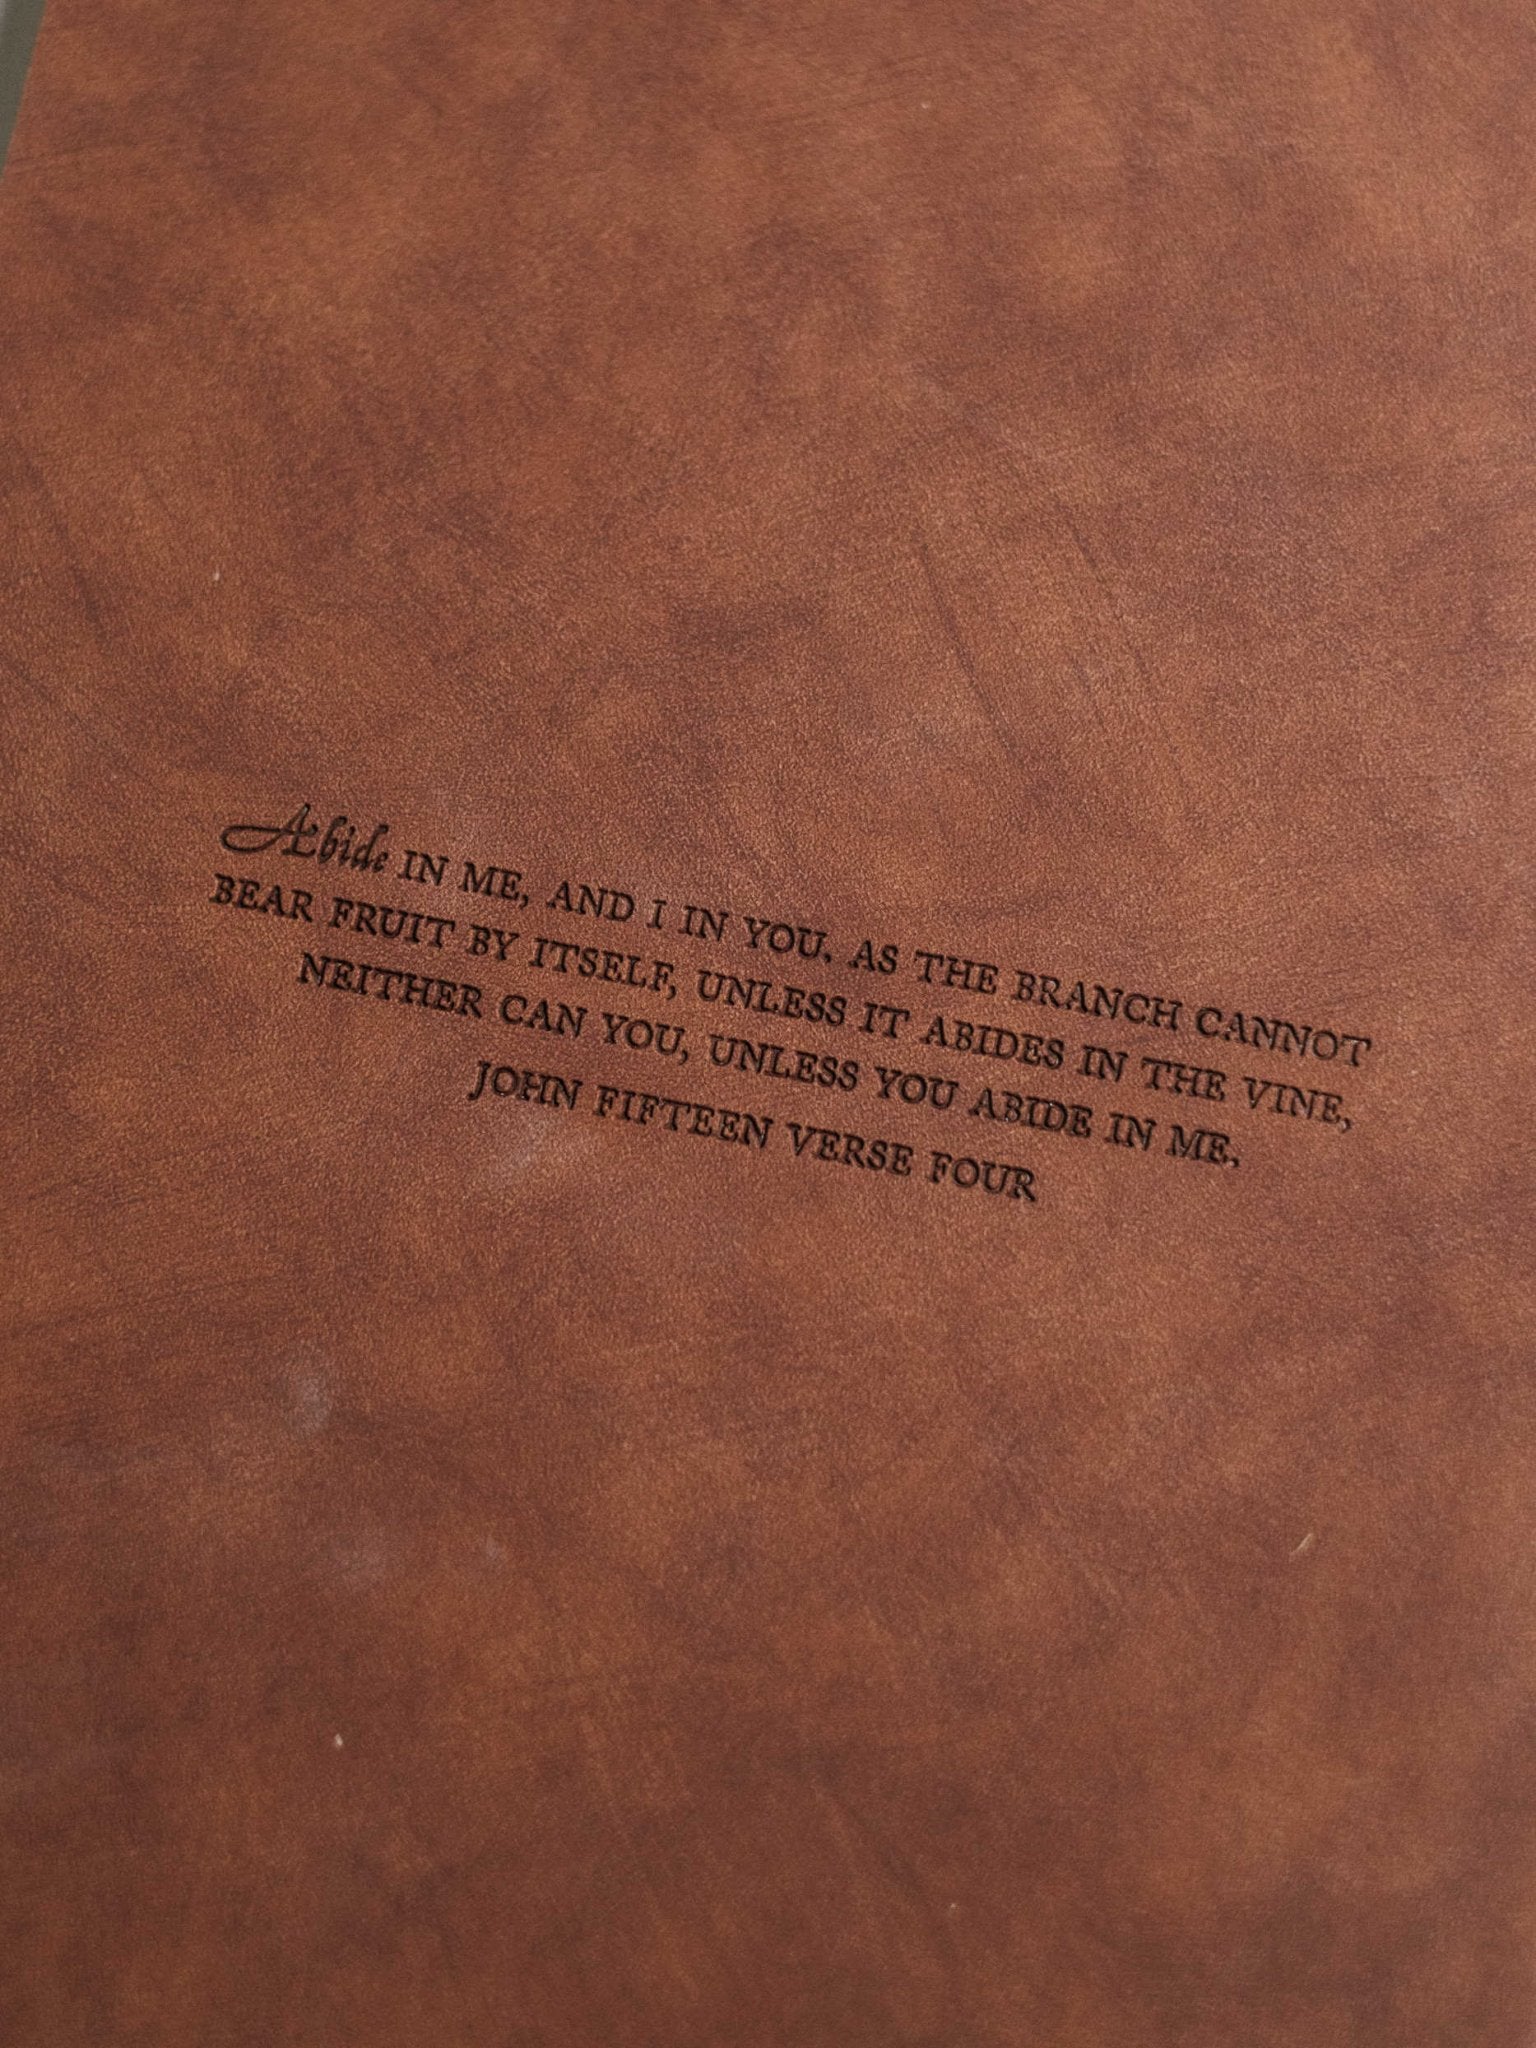 Abide IN ME, AND I IN YOU. AS THE BRANCH CANNOT
BEAR FRUIT BY ITSELF, UNLESS IT ABIDES IN THE VINE,
NEITHER CAN YOU, UNLESS YOU ABIDE IN ME.
JOHN FIFTEEN VERSE FOUR